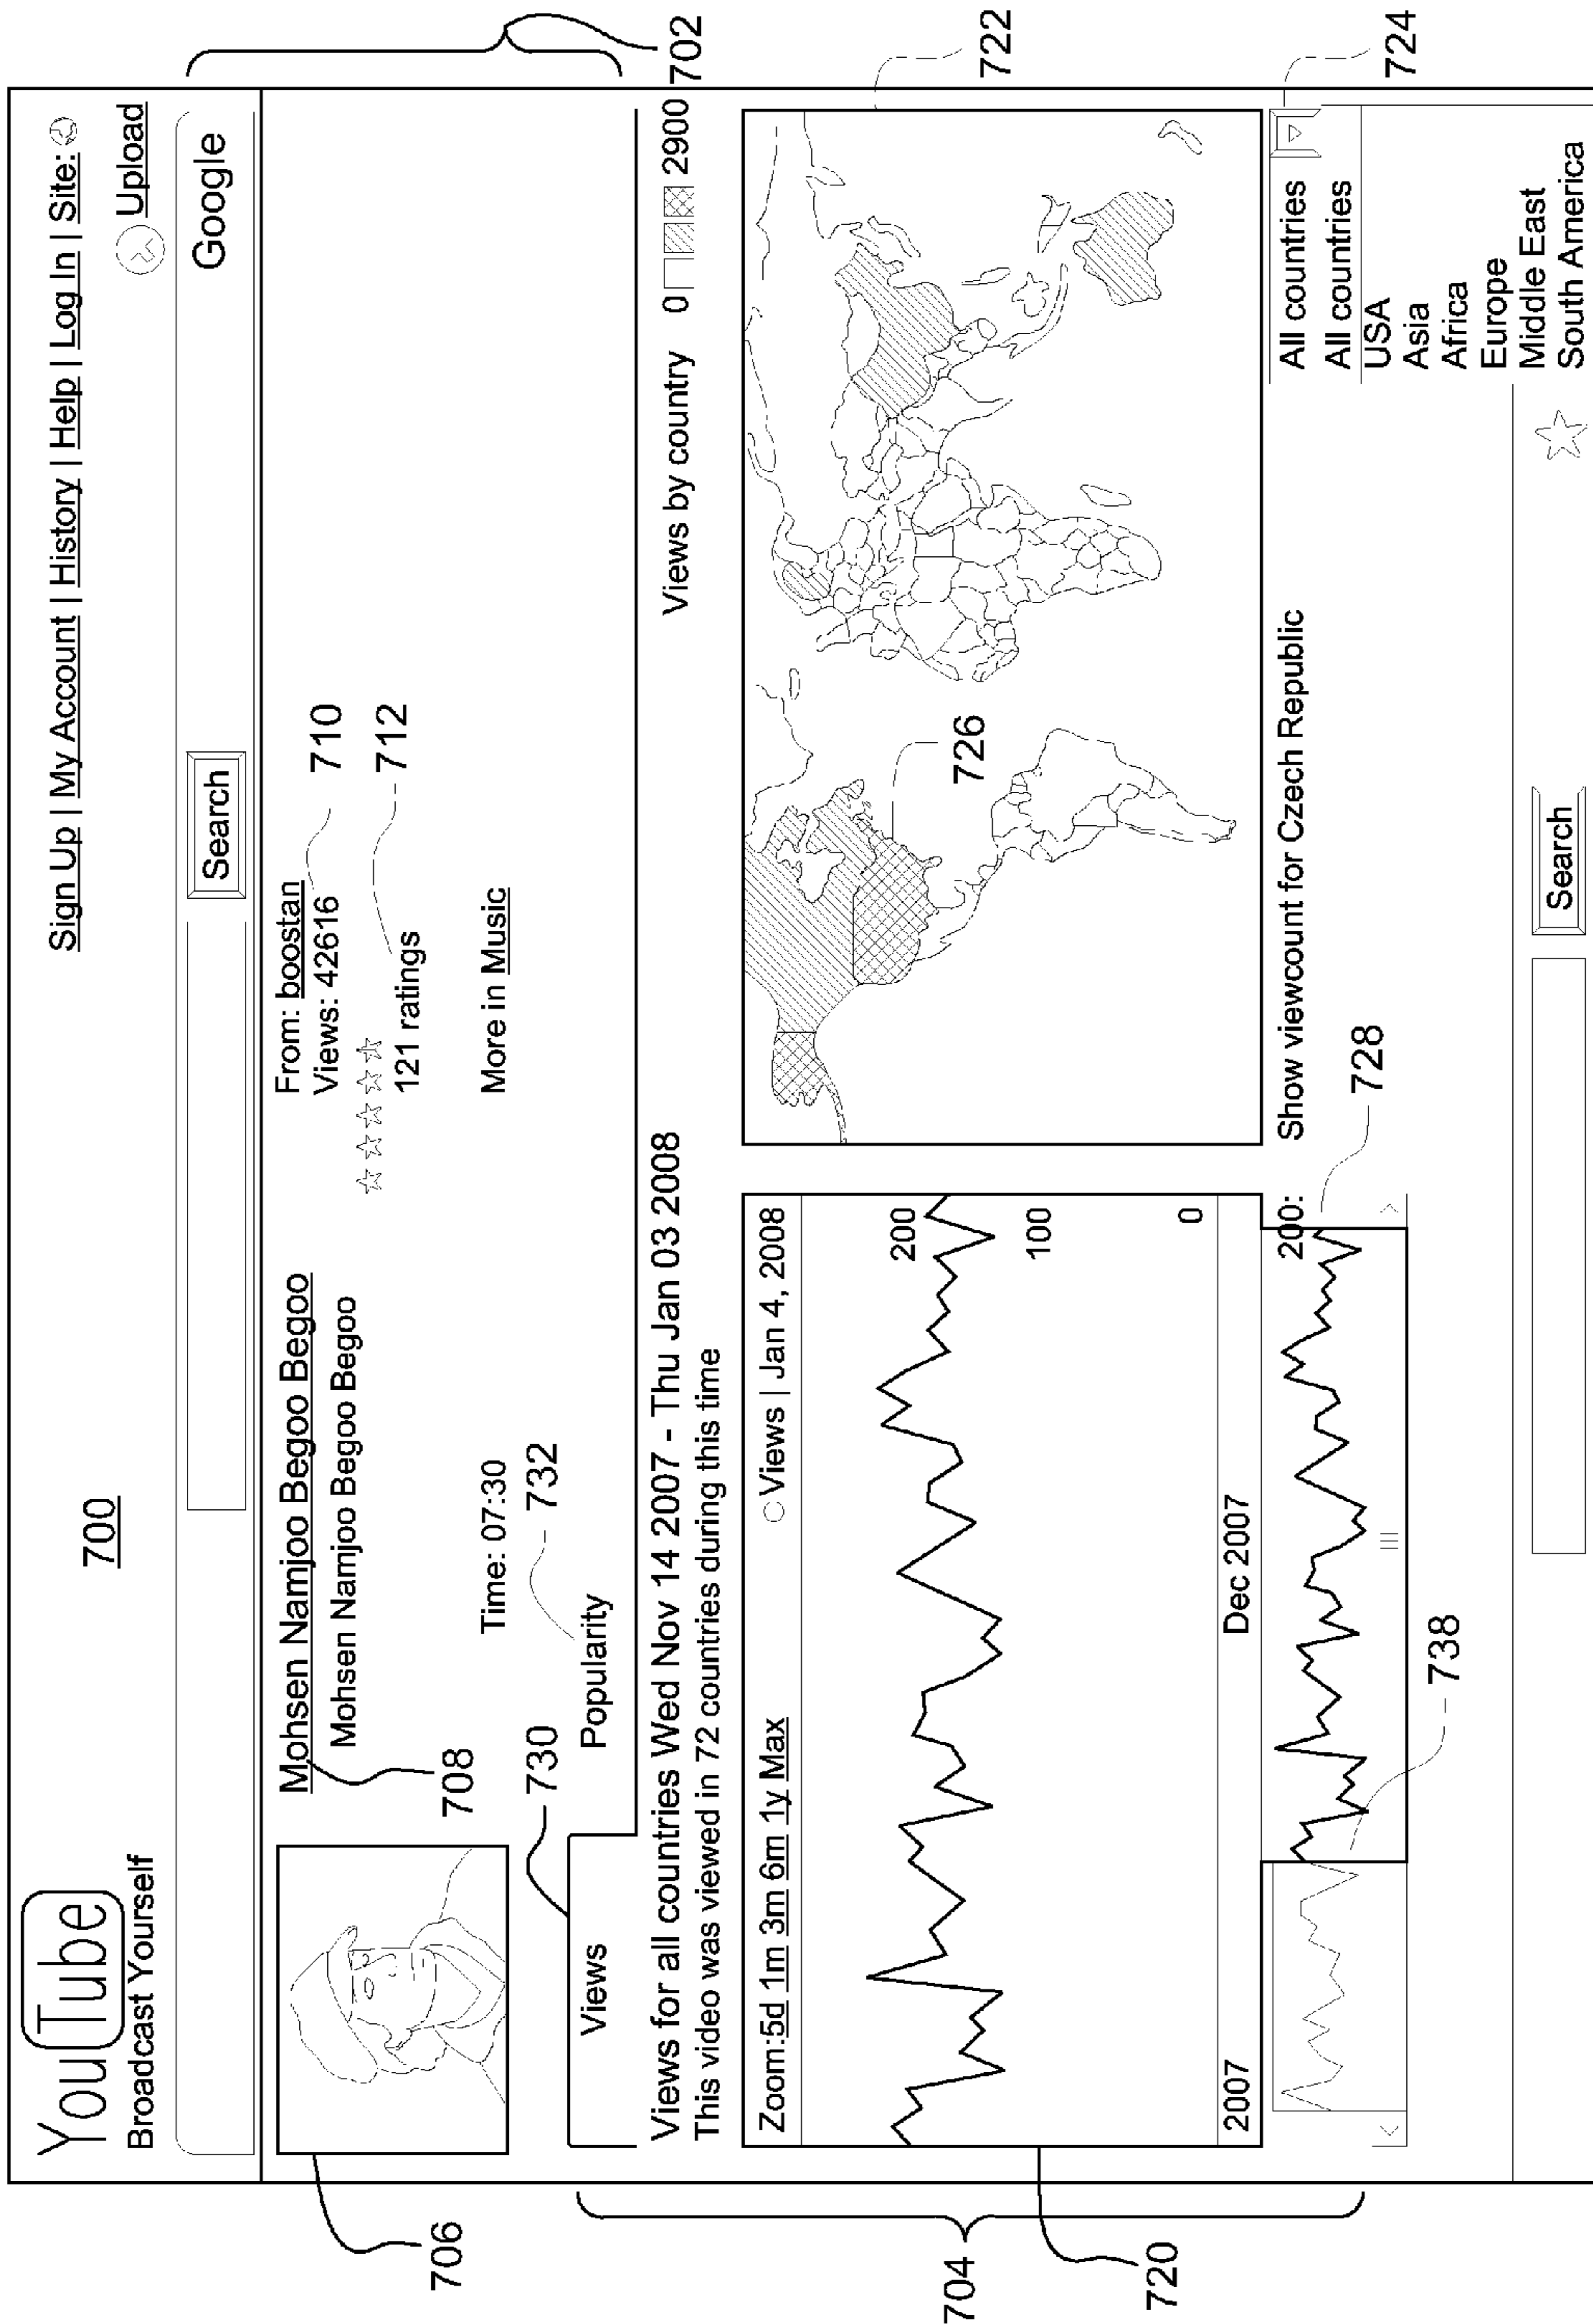 700
YouTube
Broadcast Yourself
Sign Up | My Account | History | Help | Log In | Site:
Upload
Search
Google
702
706
Mohsen Namjoo Begoo Begoo
Mohsen Namjoo Begoo Begoo
708
From: boostan
Views: 42616
710
121 ratings
712
Time: 07:30
More in Music
730
732
Views
Popularity
Views for all countries Wed Nov 14 2007 - Thu Jan 03 2008
This video was viewed in 72 countries during this time
Views by country
0
2900
704
720
Zoom:5d 1m 3m 6m 1y Max
Views | Jan 4, 2008
200
100
0
2007
Dec 2007
200:
728
738
722
726
Show viewcount for Czech Republic
724
All countries
All countries
USA
Asia
Africa
Europe
Middle East
South America
Search